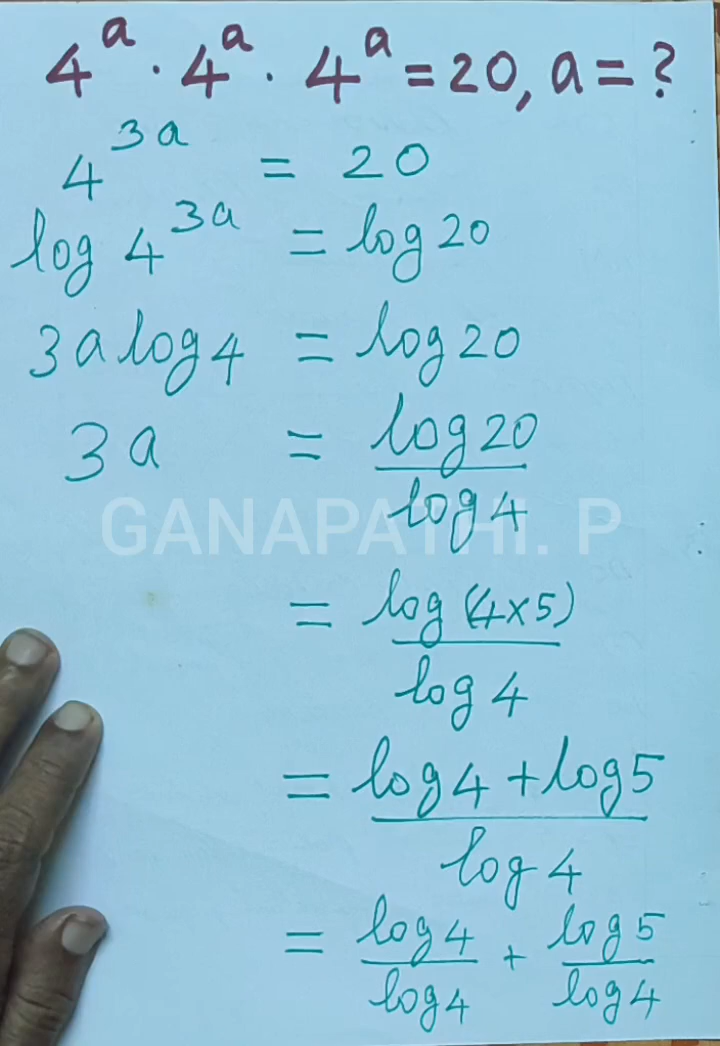 4^a · 4^a · 4^a = 20, a = ?
4^3a = 20
log 4^3a = log 20
3a log 4 = log 20
3a = log 20 / log 4
GANAPATHI. P
= log (4×5) / log 4
= log 4 + log 5 / log 4
= log 4 / log 4 + log 5 / log 4